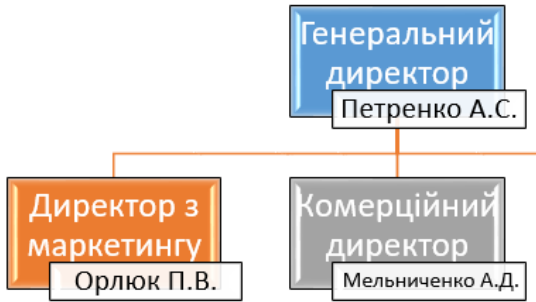 Генеральний
директор
Петренко А.С.
Директор з
маркетингу
Орлюк П.В.
Комерційний
директор
Мельниченко А.Д.